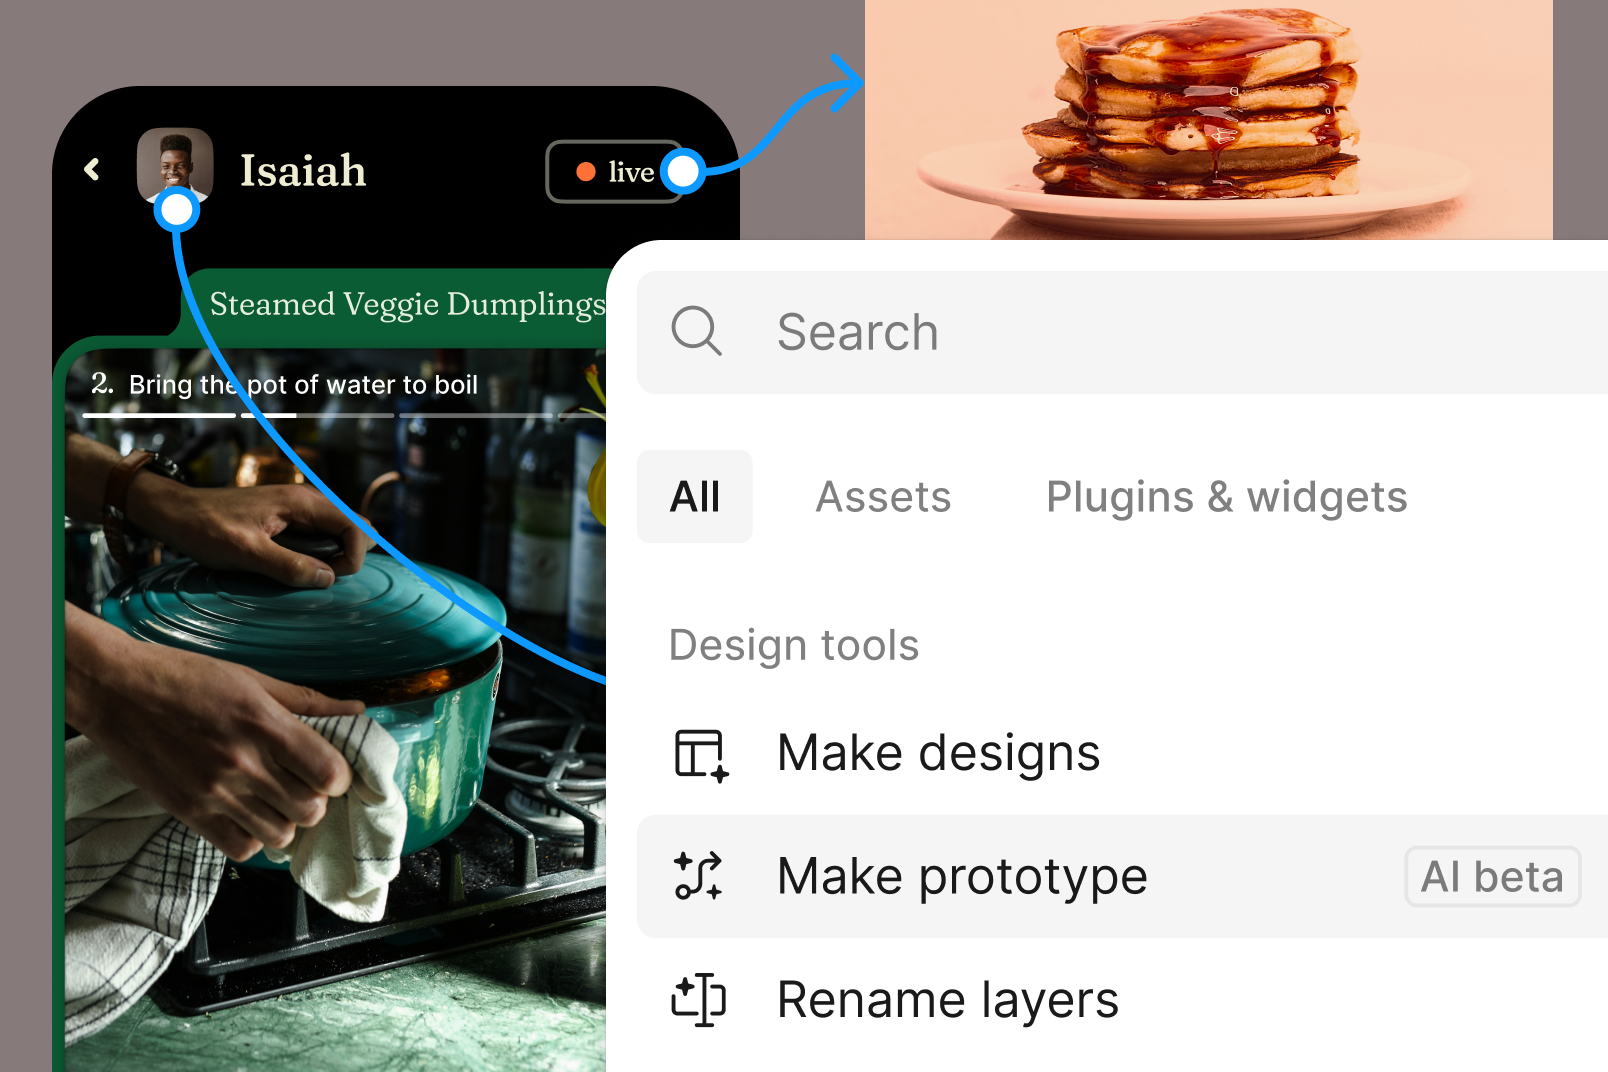 Isaiah
live
Steamed Veggie Dumplings
2. Bring the pot of water to boil
Search
All
Assets
Plugins & widgets
Design tools
Make designs
Make prototype
AI beta
Rename layers